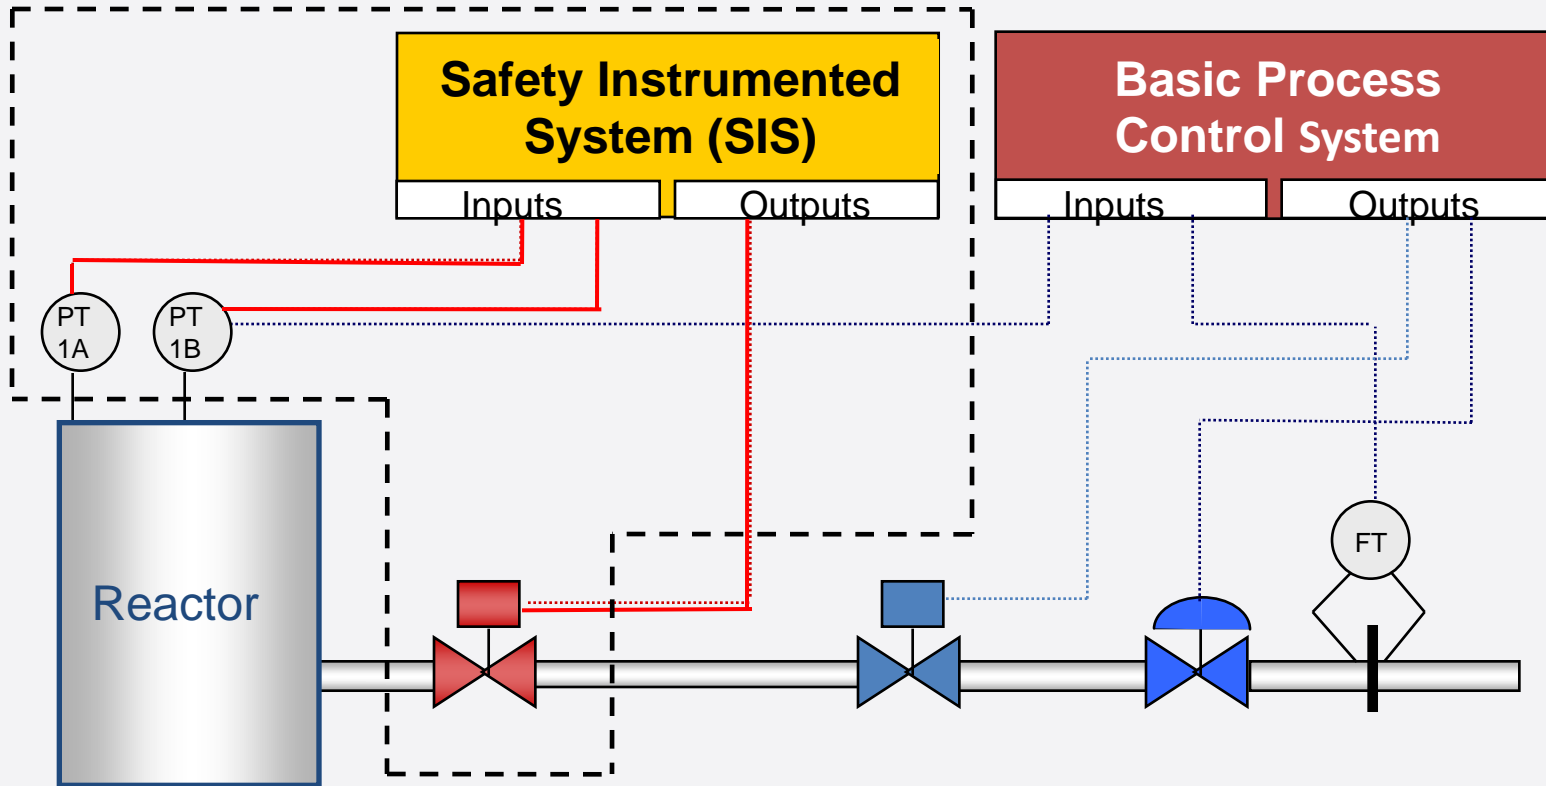 Safety Instrumented
System (SIS)
Inputs
Outputs
Basic Process
Control System
Inputs
Outputs
PT
1A
PT
1B
FT
Reactor